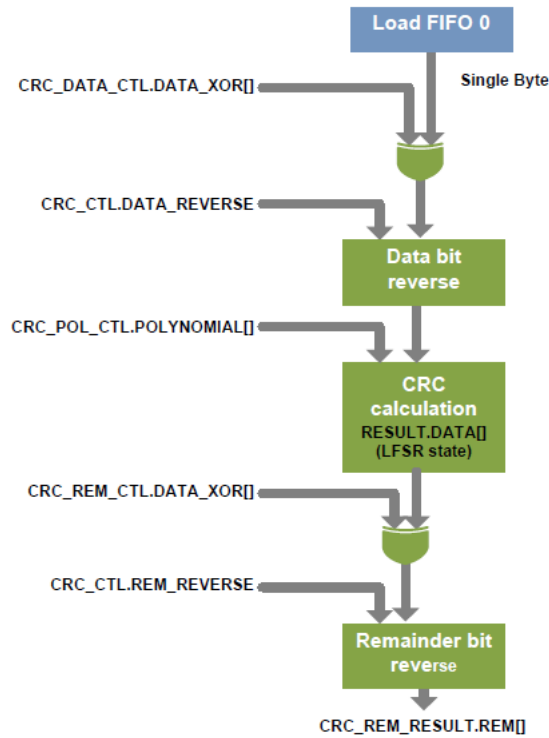 Load FIFO 0
Single Byte
CRC_DATA_CTL.DATA_XOR[]
CRC_CTL.DATA_REVERSE
Data bit
reverse
CRC_POL_CTL.POLYNOMIAL[]
CRC
calculation
RESULT.DATA[]
(LFSR state)
CRC_REM_CTL.DATA_XOR[]
CRC_CTL.REM_REVERSE
Remainder bit
reverse
CRC_REM_RESULT.REM[]